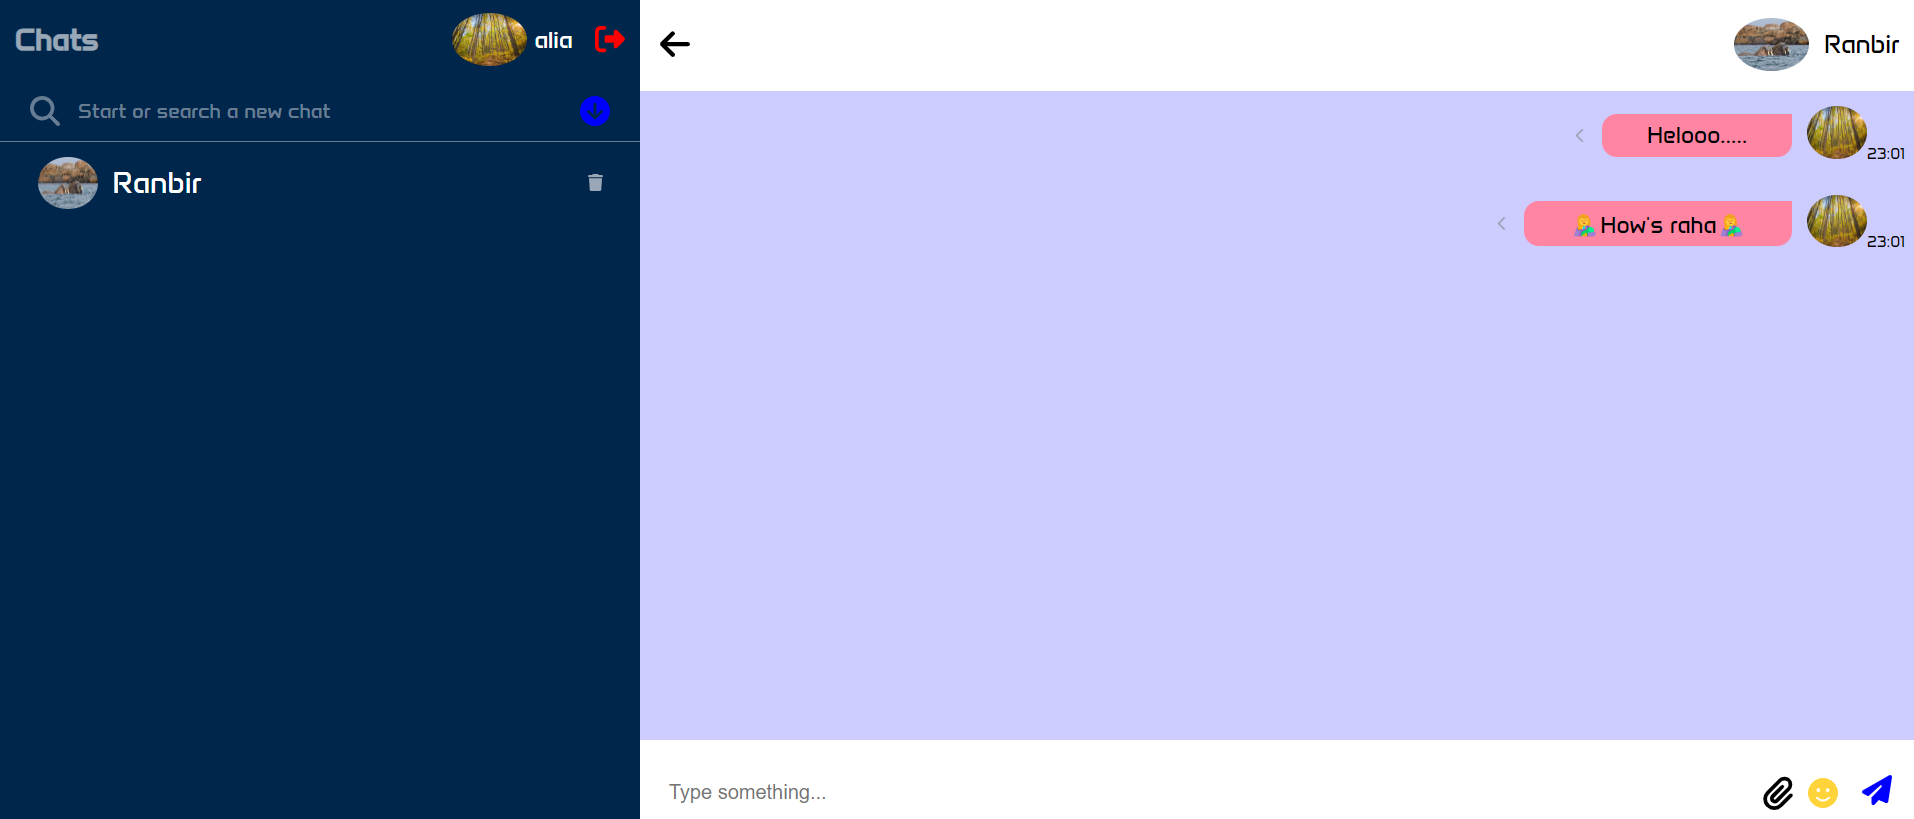 Chats
alia
Start or search a new chat
Ranbir
Ranbir
Helooo.....
23:01
🤱How's raha🤱
23:01
Type something...